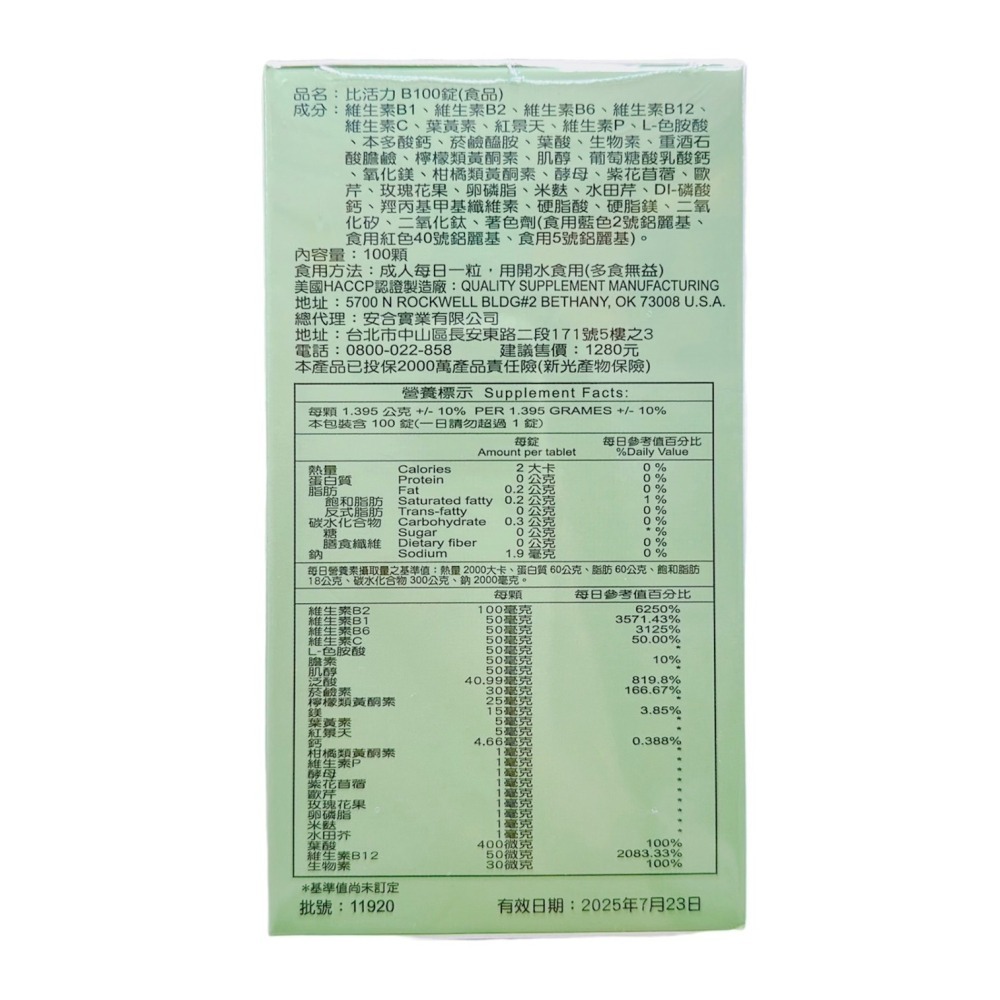 品名：比活力 B100錠(食品)
成分：維生素B1、維生素B2、維生素B6、維生素B12、
維生素C、葉黃素、紅景天、維生素P、L-色胺酸
、本多酸鈣、菸鹼醯胺、葉酸、生物素、重酒石
酸膽鹼、檸檬類黃酮素、肌醇、葡萄糖酸乳酸鈣
、氧化鎂、柑橘類黃酮素、酵母、紫花苜蓿、歐
芹、玫瑰花果、卵磷脂、米麩、水田芹、DI-磷酸
鈣、羥丙基甲基纖維素、硬脂酸、硬脂鎂、二氧
化矽、二氧化鈦、著色劑(食用藍色2號鋁麗基、
食用紅色40號鋁麗基、食用5號鋁麗基)。
內容量：100顆
食用方法：成人每日一粒，用開水食用(多食無益)
美國HACCP認證製造廠：QUALITY SUPPLEMENT MANUFACTURING
地址：5700 N ROCKWELL BLDG#2 BETHANY, OK 73008 U.S.A.
總代理：安合實業有限公司
地址：台北市中山區長安東路二段171號5樓之3
電話：0800-022-858 建議售價：1280元
本產品已投保2000萬產品責任險(新光產物保險)
營養標示 Supplement Facts:
每顆 1.395 公克 +/- 10% PER 1.395 GRAMES +/- 10%
本包裝含 100 錠(一日請勿超過 1 錠)
每錠 每日參考值百分比
Amount per tablet %Daily Value
熱量 Calories 2 大卡 0 %
蛋白質 Protein 0 公克 0 %
脂肪 Fat 0.2 公克 0 %
飽和脂肪 Saturated fatty 0.2 公克 1 %
反式脂肪 Trans-fatty 0 公克 0 %
碳水化合物 Carbohydrate 0.3 公克 0 %
糖 Sugar 0 公克 * %
膳食纖維 Dietary fiber 0 公克 0 %
鈉 Sodium 1.9 毫克 0 %
每日營養素攝取量之基準值：熱量 2000大卡、蛋白質 60公克、脂肪 60公克、飽和脂肪
18公克、碳水化合物 300公克、鈉 2000毫克。
每顆 每日參考值百分比
維生素B2 100毫克 6250%
維生素B1 50毫克 3571.43%
維生素B6 50毫克 3125%
維生素C 50毫克 50.00%
L-色胺酸 50毫克 *
膽素 50毫克 10%
肌醇 50毫克 *
泛酸 40.99毫克 819.8%
菸鹼素 30毫克 166.67%
檸檬類黃酮素 25毫克 *
鎂 15毫克 3.85%
葉黃素 5毫克 *
紅景天 5毫克 *
鈣 4.66毫克 0.388%
柑橘類黃酮素 1毫克 *
維生素P 1毫克 *
酵母 1毫克 *
紫花苜蓿 1毫克 *
歐芹 1毫克 *
玫瑰花果 1毫克 *
卵磷脂 1毫克 *
米麩 1毫克 *
水田芥 1毫克 *
葉酸 400微克 100%
維生素B12 50微克 2083.33%
生物素 30微克 100%
*基準值尚未訂定
批號：11920 有效日期：2025年7月23日